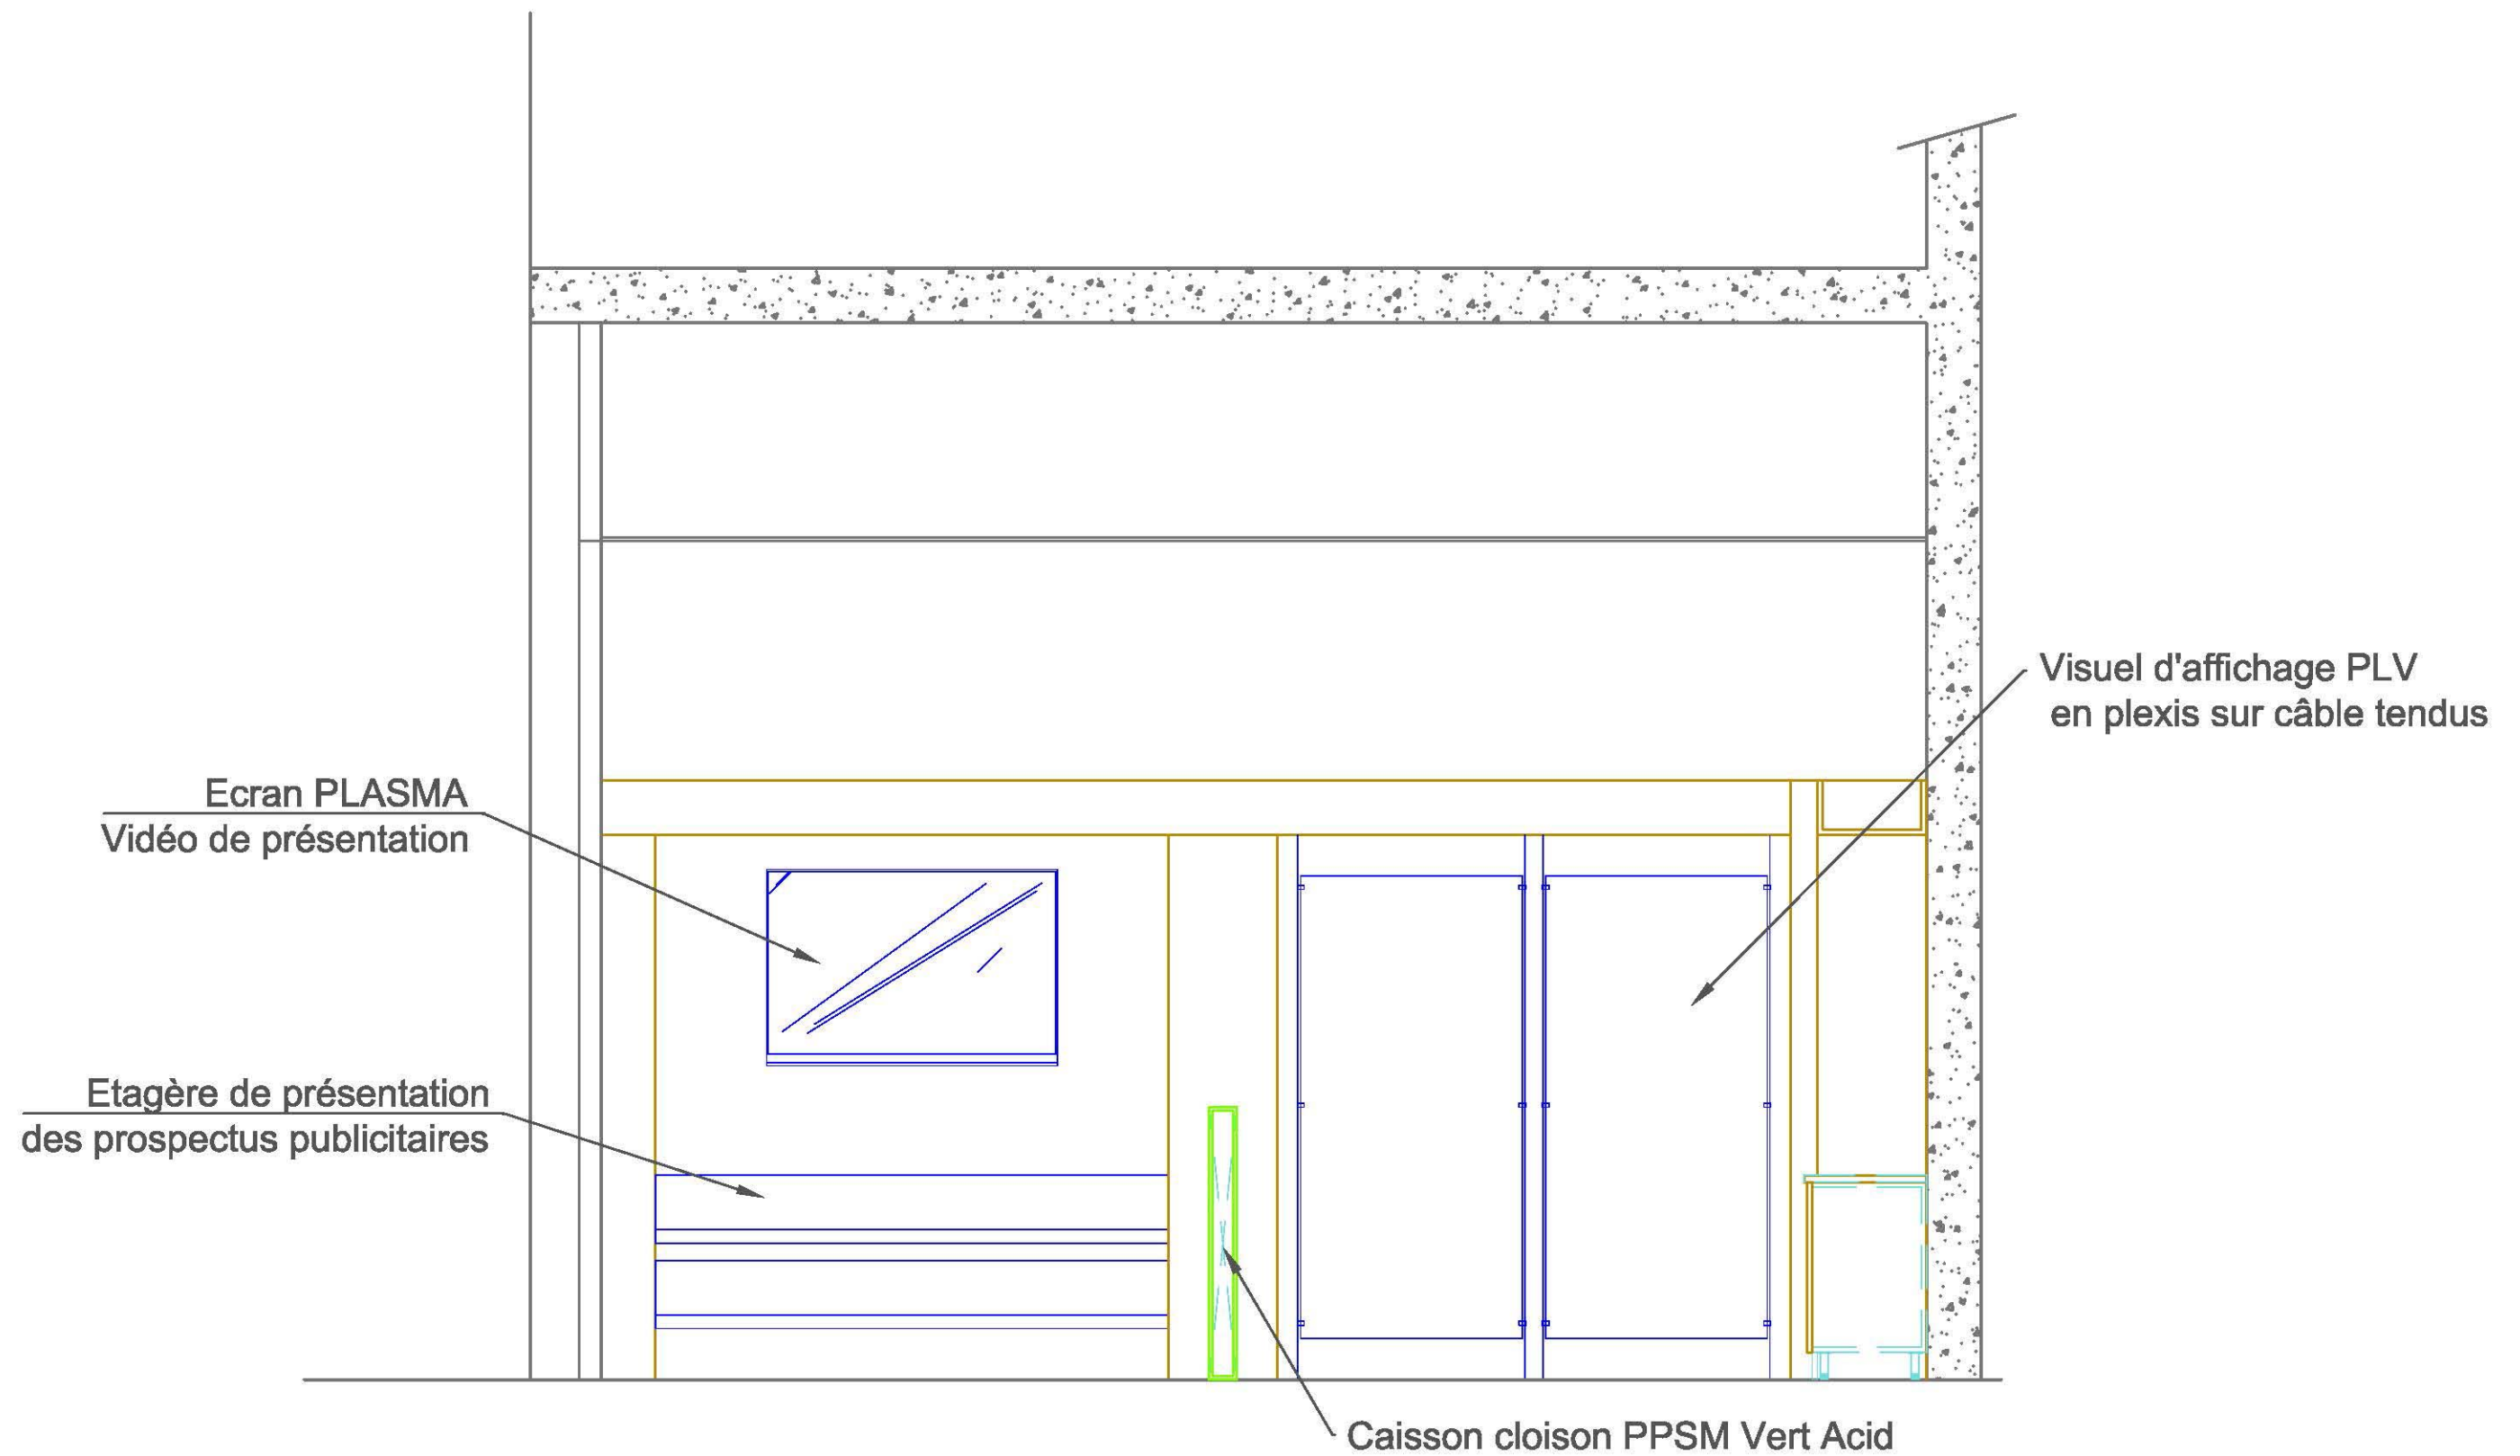 Visuel d'affichage PLV
en plexis sur câble tendus
Ecran PLASMA
Vidéo de présentation
Etagère de présentation
des prospectus publicitaires
Caisson cloison PPSM Vert Acid